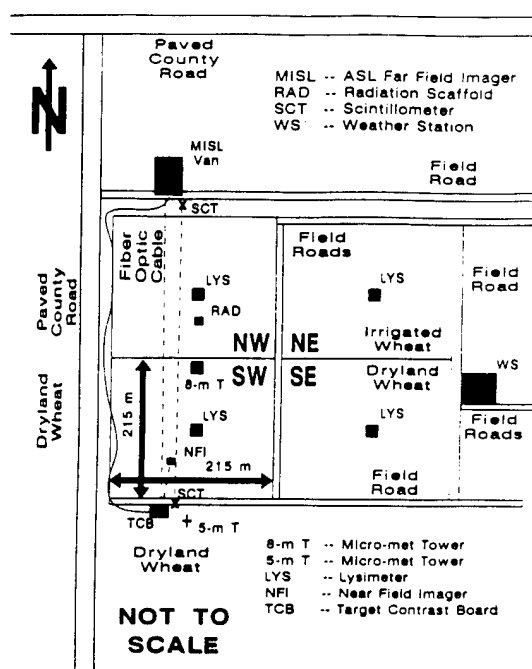 Paved
County
Road
MISL -- ASL Far Field Imager
RAD -- Radiation Scaffold
SCT -- Scintillometer
WS -- Weather Station
N
MISL
Van
Field
Road
SCT
Fiber
Optic
Cable
Field
Roads
LYS
LYS
Field
Road
RAD
Paved
County
Road
Irrigated
Wheat
NW
NE
WS
SW
SE
Dryland
Wheat
8-m T
Dryland
Wheat
215 m
LYS
LYS
Field
Roads
NFI
215 m
Field
Road
SCT
TCB
5-m T
Dryland
Wheat
8-m T -- Micro-met Tower
5-m T -- Micro-met Tower
LYS -- Lysimeter
NFI -- Near Field Imager
TCB -- Target Contrast Board
NOT TO
SCALE